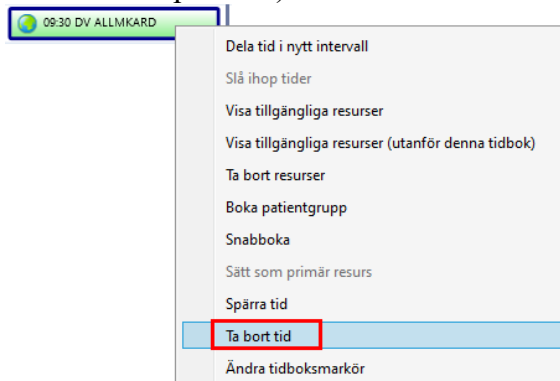 09:30 DV ALLMKARD
Dela tid i nytt intervall
Slå ihop tider
Visa tillgängliga resurser
Visa tillgängliga resurser (utanför denna tidbok)
Ta bort resurser
Boka patientgrupp
Snabboka
Sätt som primär resurs
Spärra tid
Ta bort tid
Ändra tidboksmarkör